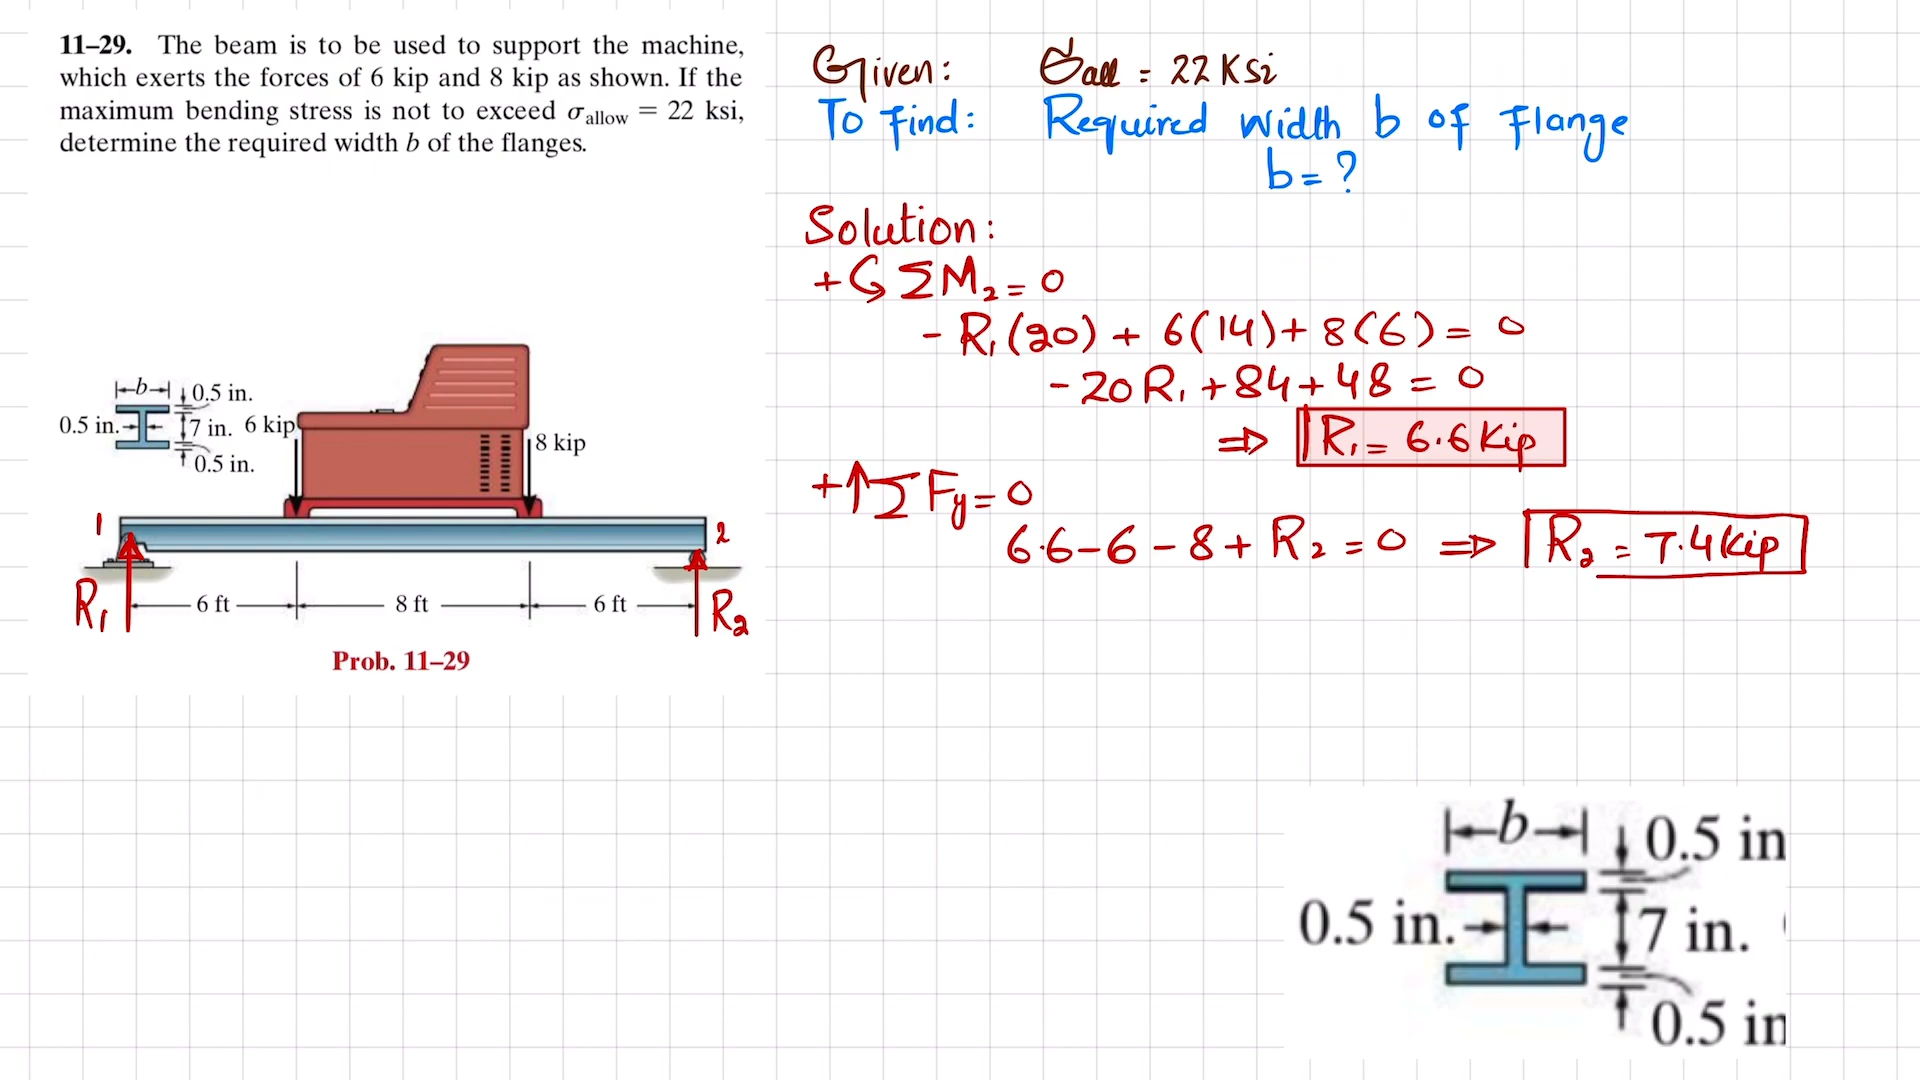 11–29. The beam is to be used to support the machine,
which exerts the forces of 6 kip and 8 kip as shown. If the
maximum bending stress is not to exceed σallow = 22 ksi,
determine the required width b of the flanges.
b
0.5 in.
0.5 in.
7 in.
0.5 in.
6 kip
8 kip
1
2
R1
6 ft
8 ft
6 ft
R2
Prob. 11–29
Given: σall = 22 Ksi
To find: Required width b of flange
b = ?
Solution:
+↺ ΣM2 = 0
- R1(20) + 6(14) + 8(6) = 0
- 20R1 + 84 + 48 = 0
⇒ R1 = 6.6 Kip
+↑ΣFy = 0
6.6 – 6 – 8 + R2 = 0 ⇒ R2 = 7.4 Kip
b
0.5 in
0.5 in.
7 in.
0.5 in